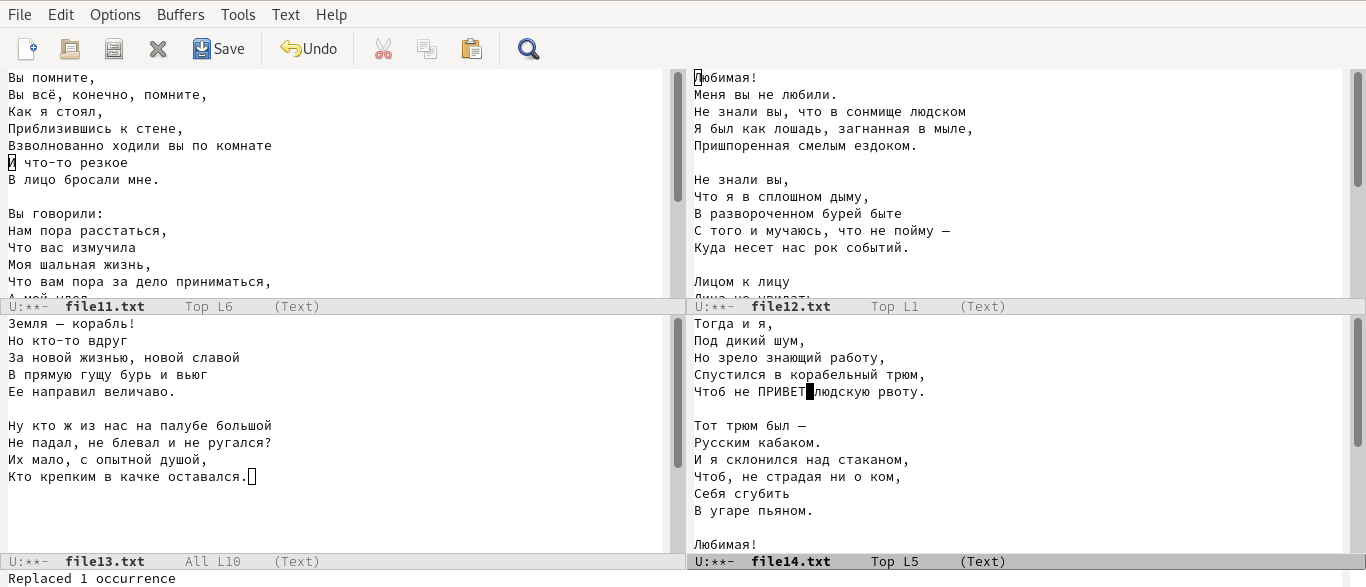 File Edit Options Buffers Tools Text Help
Save Undo
Вы помните,
Вы всё, конечно, помните,
Как я стоял,
Приблизившись к стене,
Взволнованно ходили вы по комнате
И что-то резкое
В лицо бросали мне.
Вы говорили:
Нам пора расстаться,
Что вас измучила
Моя шальная жизнь,
Что вам пора за дело приниматься,
А мой удел
U:**- file11.txt Top L6 (Text)
Любимая!
Меня вы не любили.
Не знали вы, что в сонмище людском
Я был как лошадь, загнанная в мыле,
Пришпоренная смелым ездоком.
Не знали вы,
Что я в сплошном дыму,
В развороченном бурей быте
С того и мучаюсь, что не пойму —
Куда несет нас рок событий.
Лицом к лицу
Лица не увидать
U:**- file12.txt Top L1 (Text)
Земля — корабль!
Но кто-то вдруг
За новой жизнью, новой славой
В прямую гущу бурь и вьюг
Ее направил величаво.
Ну кто ж из нас на палубе большой
Не падал, не блевал и не ругался?
Их мало, с опытной душой,
Кто крепким в качке оставался.
U:**- file13.txt All L10 (Text)
Тогда и я,
Под дикий шум,
Но зрело знающий работу,
Спустился в корабельный трюм,
Чтоб не ПРИВЕТ людскую рвоту.
Тот трюм был —
Русским кабаком.
И я склонился над стаканом,
Чтоб, не страдая ни о ком,
Себя сгубить
В угаре пьяном.
Любимая!
U:**- file14.txt Top L5 (Text)
Replaced 1 occurrence